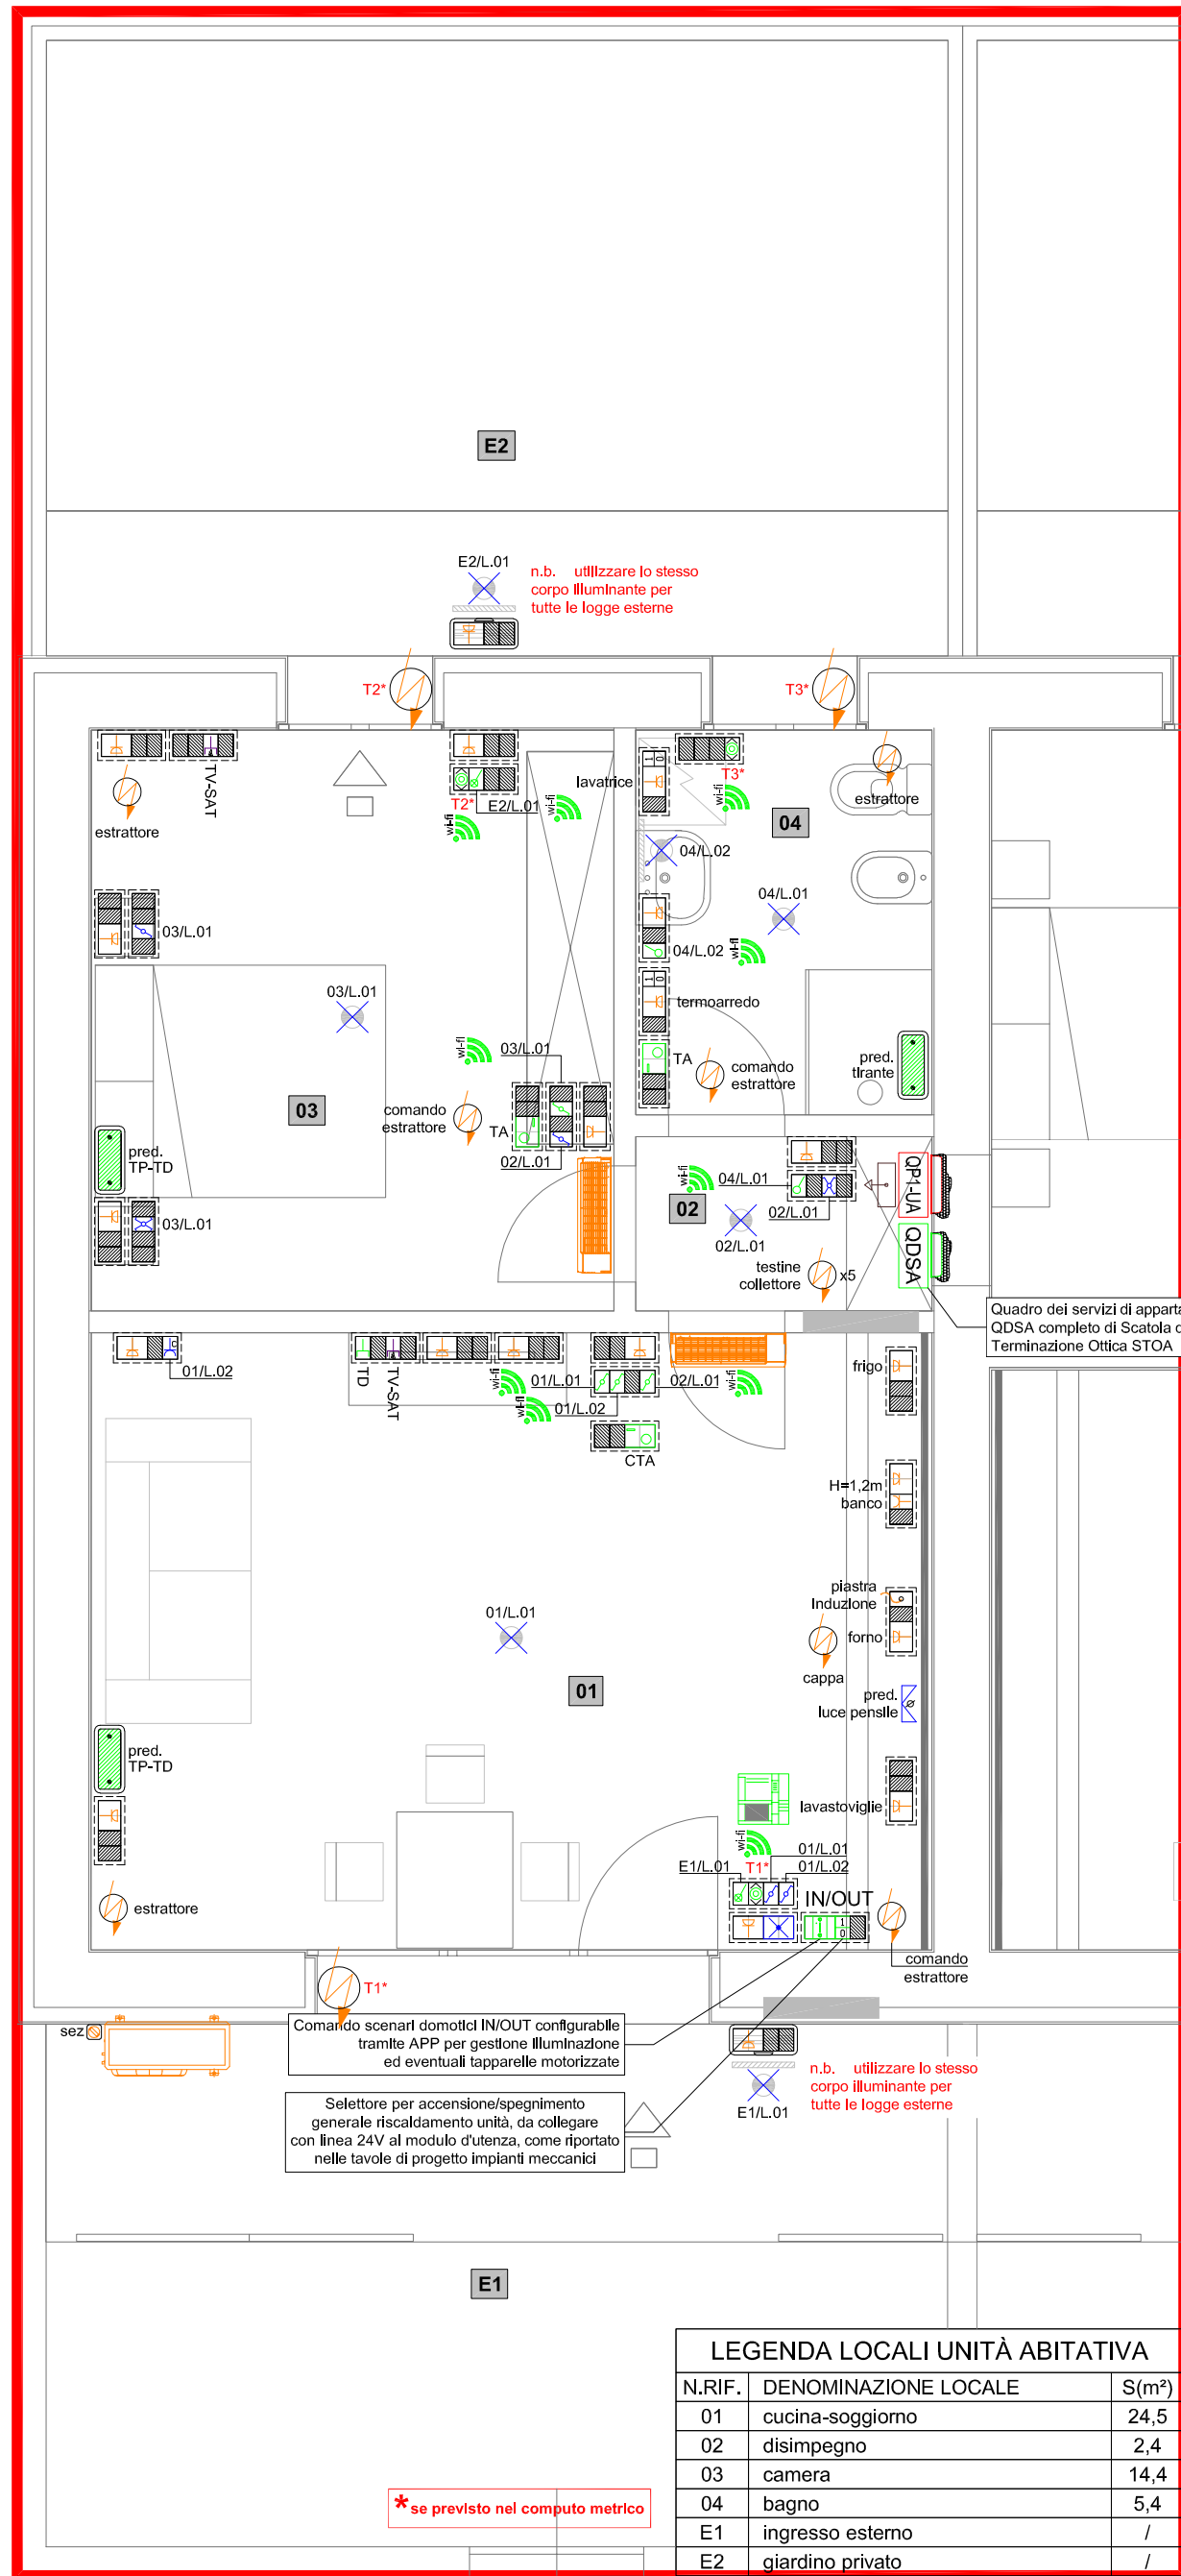 E2
E2/L.01
n.b. utilizzare lo stesso
corpo illuminante per
tutte le logge esterne
T2*
T3*
TV-SAT
estrattore
T2*
E2/L.01
wi-fi
wi-fi
lavatrice
1 0
T3*
wi-fi
estrattore
04
04/L.02
04/L.01
03/L.01
04/L.02
wi-fi
03/L.01
1 0
termoarredo
wi-fi
03/L.01
TA
comando
estrattore
pred.
tirante
03
comando
estrattore
TA
02/L.01
pred.
TP-TD
03/L.01
wi-fi
04/L.01
02
02/L.01
02/L.01
QP1-UA
QDSA
testine
collettore
x5
Quadro dei servizi di apparta
QDSA completo di Scatola d
Terminazione Ottica STOA
01/L.02
TD
TV-SAT
wi-fi
01/L.01
02/L.01
wi-fi
wi-fi
01/L.02
CTA
frigo
H=1,2m
banco
piastra
induzione
forno
cappa
01/L.01
01
pred.
luce pensile
pred.
TP-TD
lavastoviglie
wi-fi
01/L.01
E1/L.01
T1*
01/L.02
IN/OUT
1
0
estrattore
comando
estrattore
T1*
sez
Comando scenari domotici IN/OUT configurabile
tramite APP per gestione illuminazione
ed eventuali tapparelle motorizzate
n.b. utilizzare lo stesso
corpo illuminante per
tutte le logge esterne
E1/L.01
Selettore per accensione/spegnimento
generale riscaldamento unità, da collegare
con linea 24V al modulo d'utenza, come riportato
nelle tavole di progetto impianti meccanici
E1
LEGENDA LOCALI UNITÀ ABITATIVA
N.RIF. DENOMINAZIONE LOCALE S(m²)
01 cucina-soggiorno 24,5
02 disimpegno 2,4
03 camera 14,4
04 bagno 5,4
E1 ingresso esterno /
E2 giardino privato /
* se previsto nel computo metrico